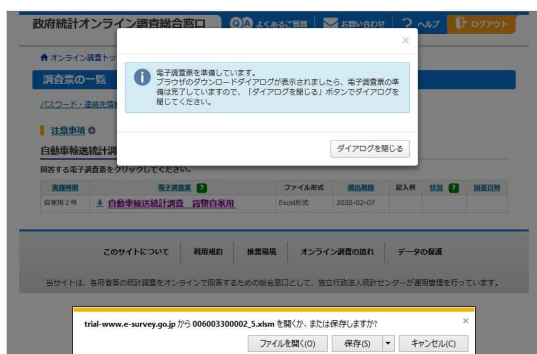 政府統計オンライン調査総合窓口 Q&A よくあるご質問 お問い合わせ ? ヘルプ ログアウト
×
オンライン調査トッ
調査票の一覧
電子調査票を準備しています。
ブラウザのダウンロードダイアログが表示されましたら、電子調査票の準
備は完了していますので、「ダイアログを閉じる」ボタンでダイアログを
閉じてください。
パスワード・連絡先情
注意事項
自動車輸送統計調
ダイアログを閉じる
回答する電子調査票をクリックしてください。
実施時期 電子調査票 ? ファイル形式 提出期限 記入例 状況 ? 回答日時
自家用2号 自動車輸送統計調査 貨物自家用 Excel形式 2020-02-07
このサイトについて 利用規約 推奨環境 オンライン調査の流れ データの保護
当サイトは、各府省等の統計調査をオンラインで回答するための総合窓口として、独立行政法人統計センターが運用管理を行っています。
trial-www.e-survey.go.jp から 006003300002_5.xlsm を開くか、または保存しますか? ×
ファイルを開く(O) 保存(S) ▼ キャンセル(C)